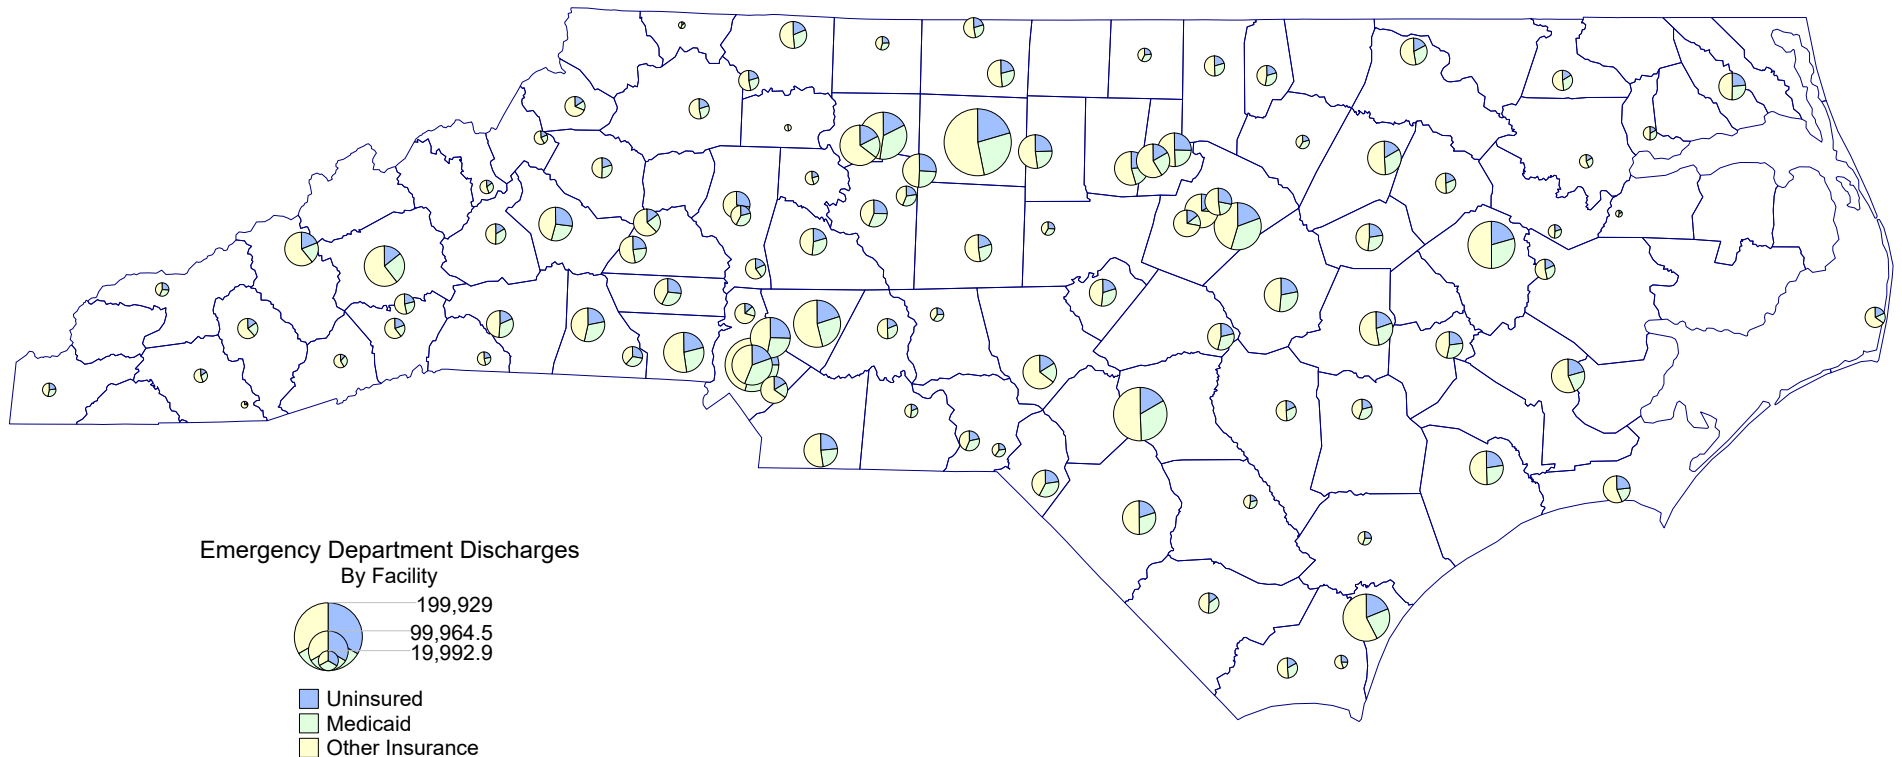 Emergency Department Discharges
By Facility
199,929
99,964.5
19,992.9
Uninsured
Medicaid
Other Insurance